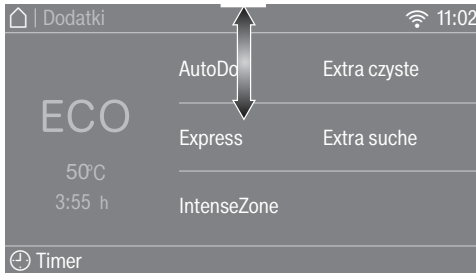 | Dodatki 11:02
AutoDo Extra czyste
ECO
Express Extra suche
50°C
3:55 h
IntenseZone
Timer